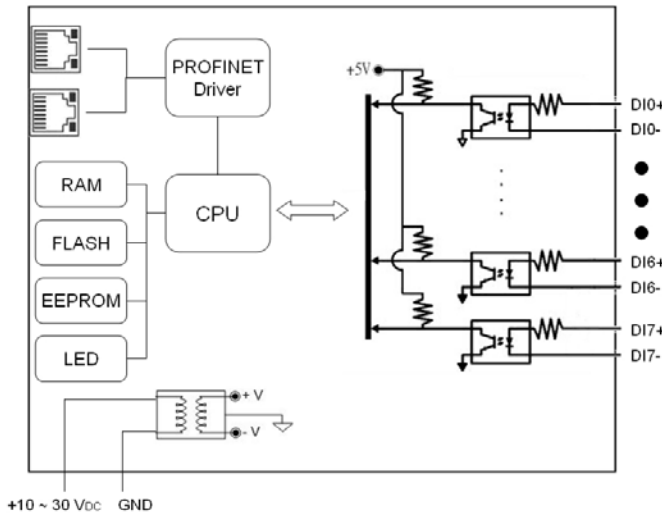 PROFINET
Driver
+5V
DI0+
DI0-
RAM
CPU
FLASH
DI6+
EEPROM
DI6-
DI7+
LED
DI7-
+ V
- V
+10 ~ 30 VDC GND